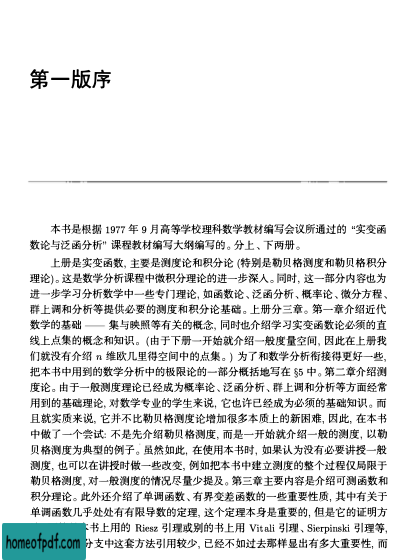 第一版序
本书是根据 1977 年 9 月高等学校理科数学教材编写会议所通过的 “实变函
数论与泛函分析” 课程教材编写大纲编写的。分上、下两册。
上册是实变函数, 主要是测度论和积分论 (特别是勒贝格测度和勒贝格积分
理论)。这是数学分析课程中微积分理论的进一步深入。同时, 这一部分内容也为
进一步学习分析数学中一些专门理论, 如函数论、泛函分析、概率论、微分方程、
群上调和分析等提供必要的测度和积分论基础。上册分三章。第一章介绍近代
数学的基础 —— 集与映照等有关的概念, 同时也介绍学习实变函数论必须的直
线上点集的概念和知识。(由于下册一开始就介绍一般度量空间, 因此在上册我
们就没有介绍 n 维欧几里得空间中的点集。) 为了和数学分析衔接得更好一些,
把本书中用到的数学分析中的极限论的一部分概括地写在 §5 中。第二章介绍测
度论。由于一般测度理论已经成为概率论、泛函分析、群上调和分析等方面经常
用到的基础理论, 对数学专业的学生来说, 它也许已经成为必须的基础知识。而
且就实质来说, 它并不比勒贝格测度论增加很多本质上的新困难, 因此, 在本书
中做了一个尝试: 不是先介绍勒贝格测度, 而是一开始就介绍一般的测度, 以勒
贝格测度为典型的例子。虽然如此, 在使用本书时, 如果认为没有必要讲授一般
测度, 也可以在讲授时做一些改变, 例如把本书中建立测度的整个过程仅局限于
勒贝格测度, 对一般测度的情况尽量少提及。第三章主要内容是介绍可测函数和
积分理论。此外还介绍了单调函数、有界变差函数的一些重要性质, 其中有关于
单调函数几乎处处有有限导数的定理, 这个定理本身是重要的, 但是它的证明方
本书上用的 Riesz 引理或别的书上用 Vitali 引理、Sierpinski 引理等,
分支中这套方法引用较少, 已经不如过去那样显出有多大重要性, 而
homeofpdf.com